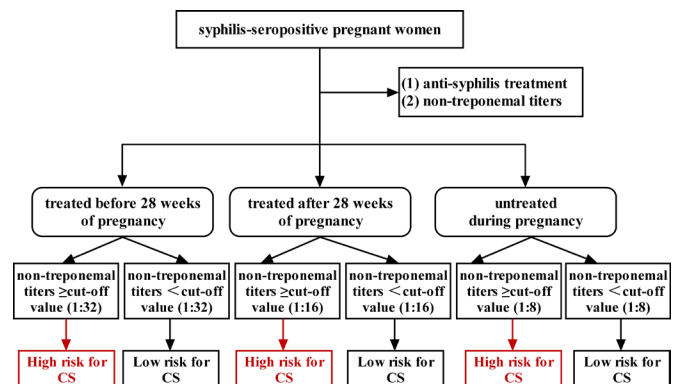 syphilis-seropositive pregnant women
(1) anti-syphilis treatment
(2) non-treponemal titers
treated before 28 weeks
of pregnancy
treated after 28 weeks
of pregnancy
untreated
during pregnancy
non-treponemal
titers ≥cut-off
value (1:32)
non-treponemal
titers <cut-off
value (1:32)
non-treponemal
titers ≥cut-off
value (1:16)
non-treponemal
titers <cut-off
value (1:16)
non-treponemal
titers ≥cut-off
value (1:8)
non-treponemal
titers <cut-off
value (1:8)
High risk for
CS
Low risk for
CS
High risk for
CS
Low risk for
CS
High risk for
CS
Low risk for
CS